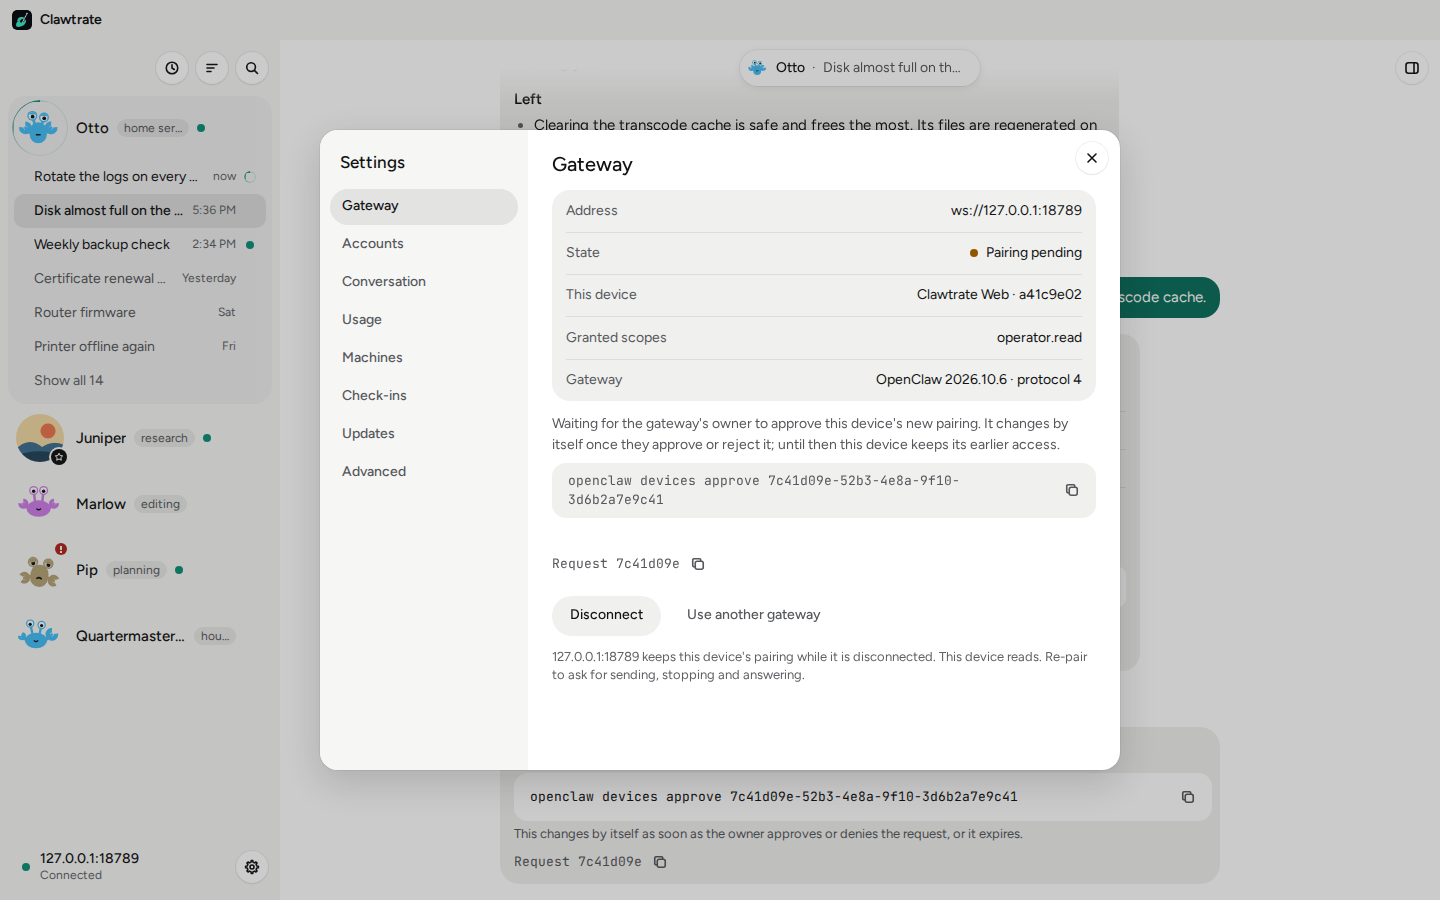 Clawtrate
Otto · Disk almost full on th...
Otto home ser...
Rotate the logs on every ... now
Disk almost full on the ... 5:36 PM
Weekly backup check 2:34 PM
Certificate renewal ... Yesterday
Router firmware Sat
Printer offline again Fri
Show all 14
Juniper research
Marlow editing
Pip planning
Quartermaster... hou...
127.0.0.1:18789
Connected
Left
Clearing the transcode cache is safe and frees the most. Its files are regenerated on
scode cache.
Settings
Gateway
Accounts
Conversation
Usage
Machines
Check-ins
Updates
Advanced
Gateway
Address ws://127.0.0.1:18789
State Pairing pending
This device Clawtrate Web · a41c9e02
Granted scopes operator.read
Gateway OpenClaw 2026.10.6 · protocol 4
Waiting for the gateway's owner to approve this device's new pairing. It changes by
itself once they approve or reject it; until then this device keeps its earlier access.
openclaw devices approve 7c41d09e-52b3-4e8a-9f10-
3d6b2a7e9c41
Request 7c41d09e
Disconnect Use another gateway
127.0.0.1:18789 keeps this device's pairing while it is disconnected. This device reads. Re-pair
to ask for sending, stopping and answering.
openclaw devices approve 7c41d09e-52b3-4e8a-9f10-3d6b2a7e9c41
This changes by itself as soon as the owner approves or denies the request, or it expires.
Request 7c41d09e